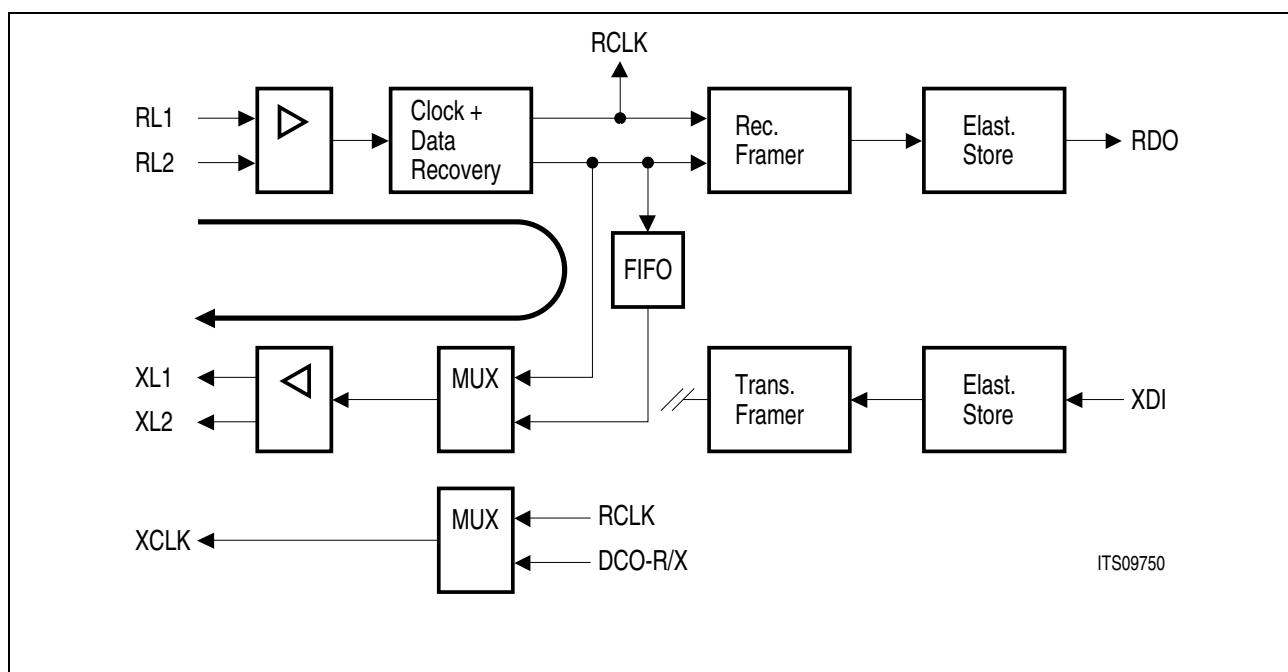 RCLK
RL1
RL2
Clock +
Data
Recovery
Rec.
Framer
Elast.
Store
RDO
FIFO
XL1
XL2
MUX
Trans.
Framer
Elast.
Store
XDI
XCLK
MUX
RCLK
DCO-R/X
ITS09750